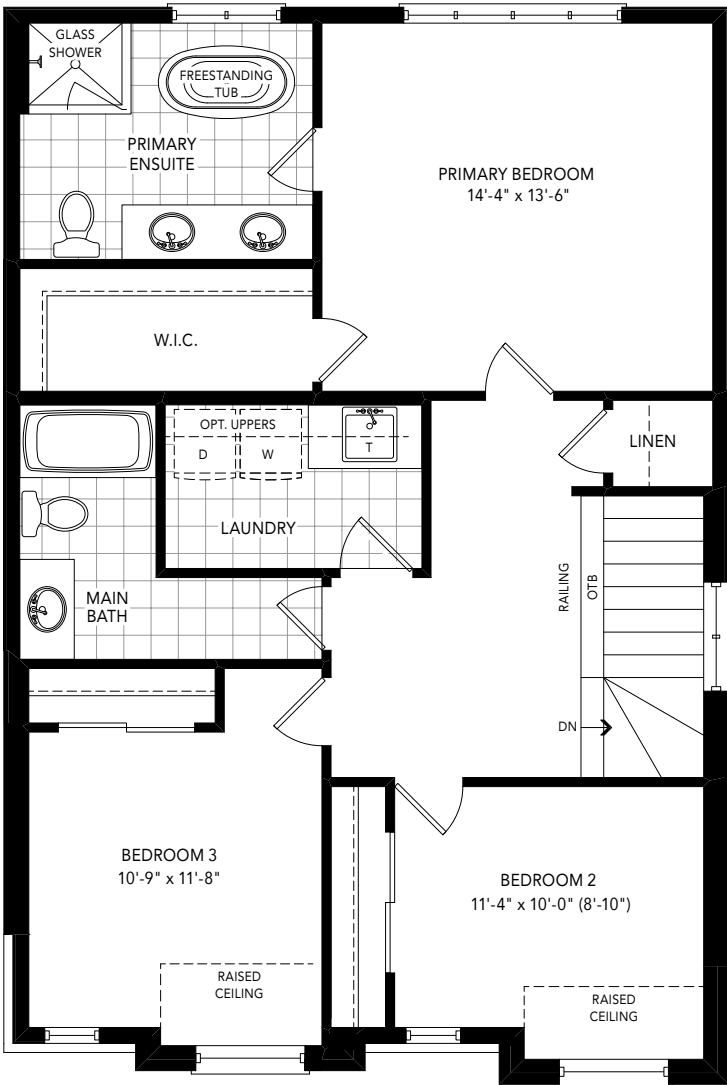 GLASS
SHOWER
FREESTANDING
TUB
PRIMARY
ENSUITE
PRIMARY BEDROOM
14'-4" x 13'-6"
W.I.C.
OPT. UPPERS
D
W
T
LINEN
LAUNDRY
MAIN
BATH
RAILING
OTB
DN
BEDROOM 3
10'-9" x 11'-8"
BEDROOM 2
11'-4" x 10'-0" (8'-10")
RAISED
CEILING
RAISED
CEILING